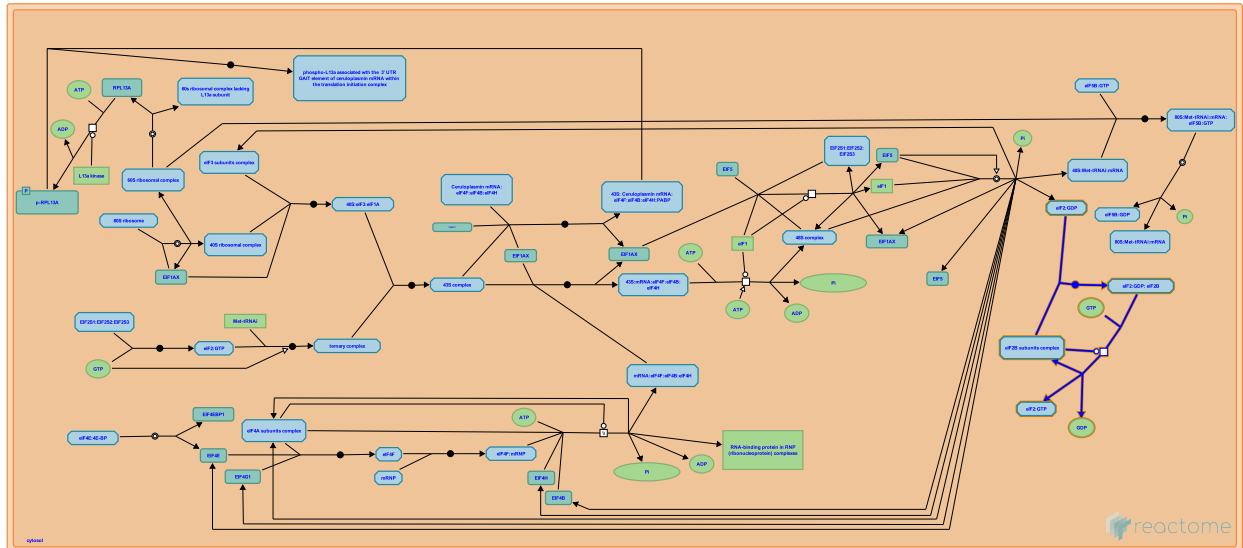 phospho-L13a associated wth the 3' UTR
GAIT element of ceruloplasmin mRNA within
the translation initiation complex
ATP
RPL13A
60s ribosomal complex lacking
L13a subunit
eIF5B:GTP
80S:Met-tRNAi:mRNA:
eIF5B:GTP
ADP
Pi
EIF2S1:EIF2S2:
EIF2S3
EIF5
EIF5
eIF3 subunits complex
L13a kinase
60S ribosomal complex
40S:Met-tRNAi:mRNA
eIF1
Ceruloplasmin mRNA:
eIF4F:eIF4B:eIF4H
43S: Ceruloplasmin mRNA:
eIF4F:eIF4B:eIF4H:PABP
P
p-RPL13A
40S:eIF3:eIF1A
eIF2:GDP
eIF5B:GDP
Pi
80S ribosome
40S ribosomal complex
48S complex
EIF1AX
eIF1
80S:Met-tRNAi:mRNA
EIF1AX
EIF1AX
ATP
EIF1AX
43S complex
43S:mRNA:eIF4F:eIF4B:
eIF4H
Pi
EIF5
eIF2:GDP: eIF2B
ATP
ADP
GTP
EIF2S1:EIF2S2:EIF2S3
Met-tRNAi
eIF2:GTP
ternary complex
eIF2B subunits complex
GTP
mRNA:eIF4F:eIF4B:eIF4H
eIF2:GTP
GDP
EIF4EBP1
ATP
eIF4E:4E-BP
eIF4A subunits complex
EIF4E
eIF4F
eIF4F:mRNP
RNA-binding protein in RNP
(ribonucleoprotein) complexes
ADP
Pi
EIF4G1
mRNP
EIF4H
EIF4B
reactome
cytosol